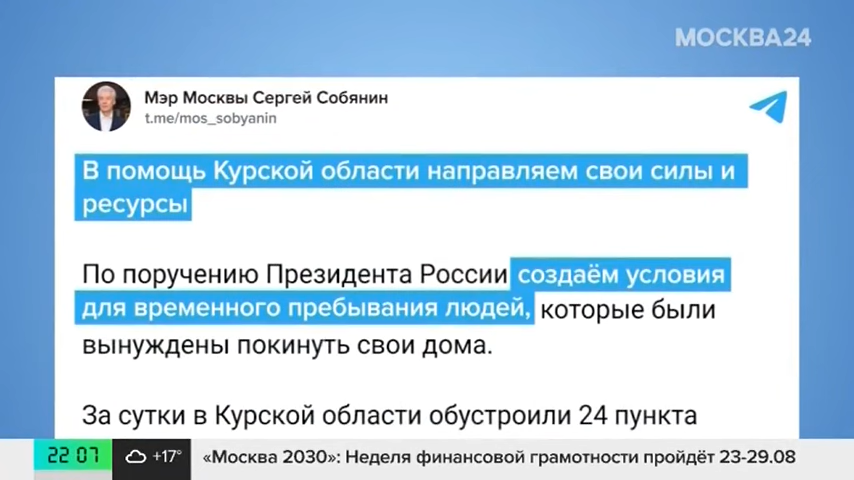 МОСКВА24
Мэр Москвы Сергей Собянин
t.me/mos_sobyanin
В помощь Курской области направляем свои силы и
ресурсы
По поручению Президента России создаём условия
для временного пребывания людей, которые были
вынуждены покинуть свои дома.
За сутки в Курской области обустроили 24 пункта
22 07 +17° «Москва 2030»: Неделя финансовой грамотности пройдёт 23-29.08